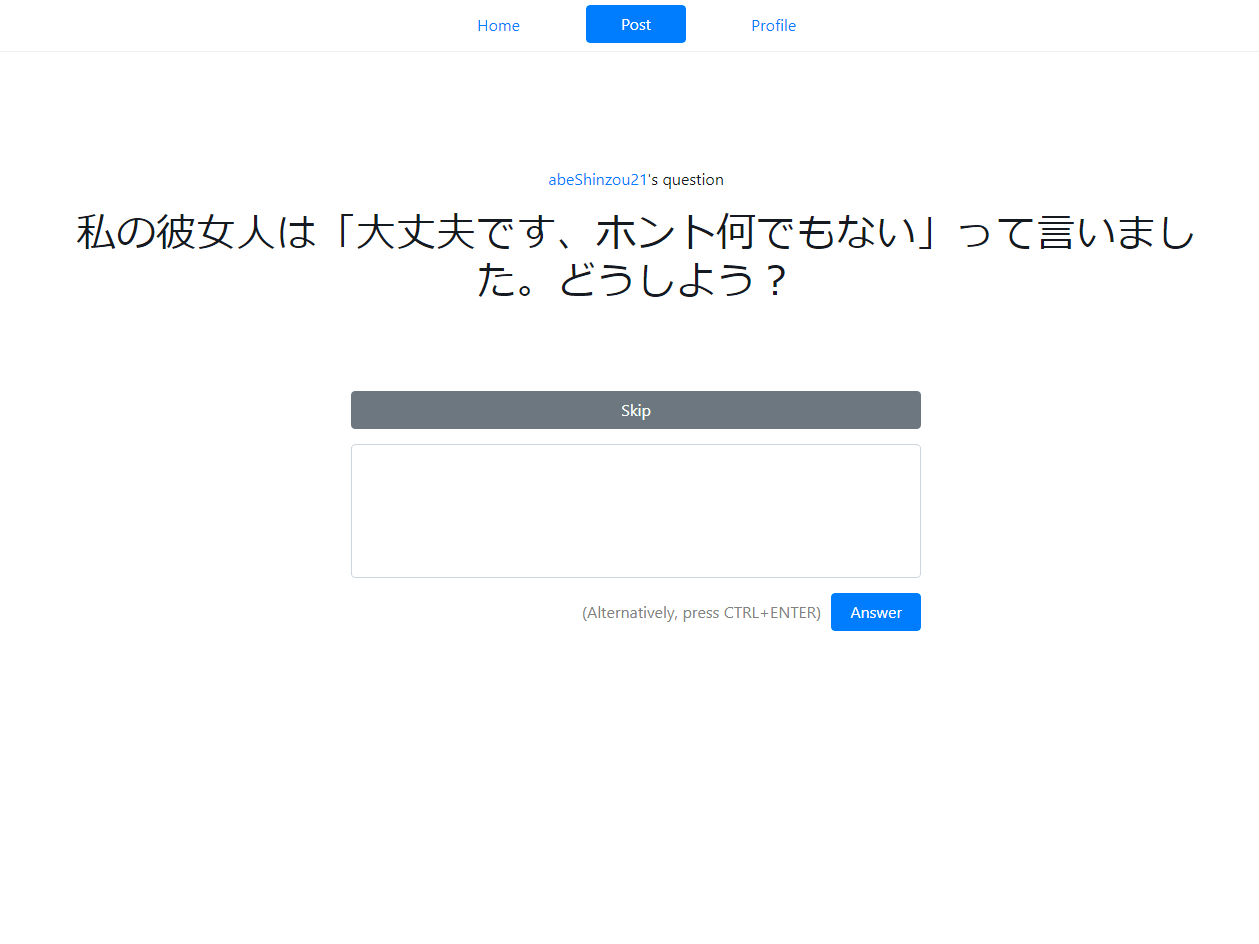 Home
Post
Profile
abeShinzou21's question
私の彼女人は「大丈夫です、ホント何でもない」って言いまし
た。どうしよう？
Skip
(Alternatively, press CTRL+ENTER)
Answer